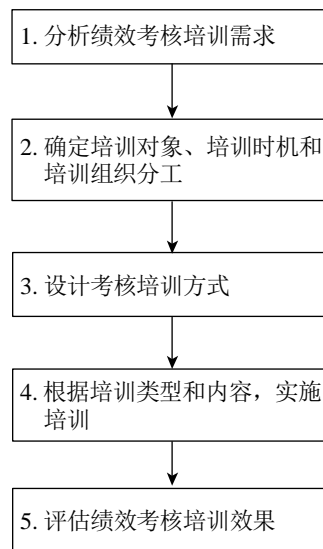 1. 分析绩效考核培训需求
2. 确定培训对象、培训时机和
培训组织分工
3. 设计考核培训方式
4. 根据培训类型和内容，实施
培训
5. 评估绩效考核培训效果